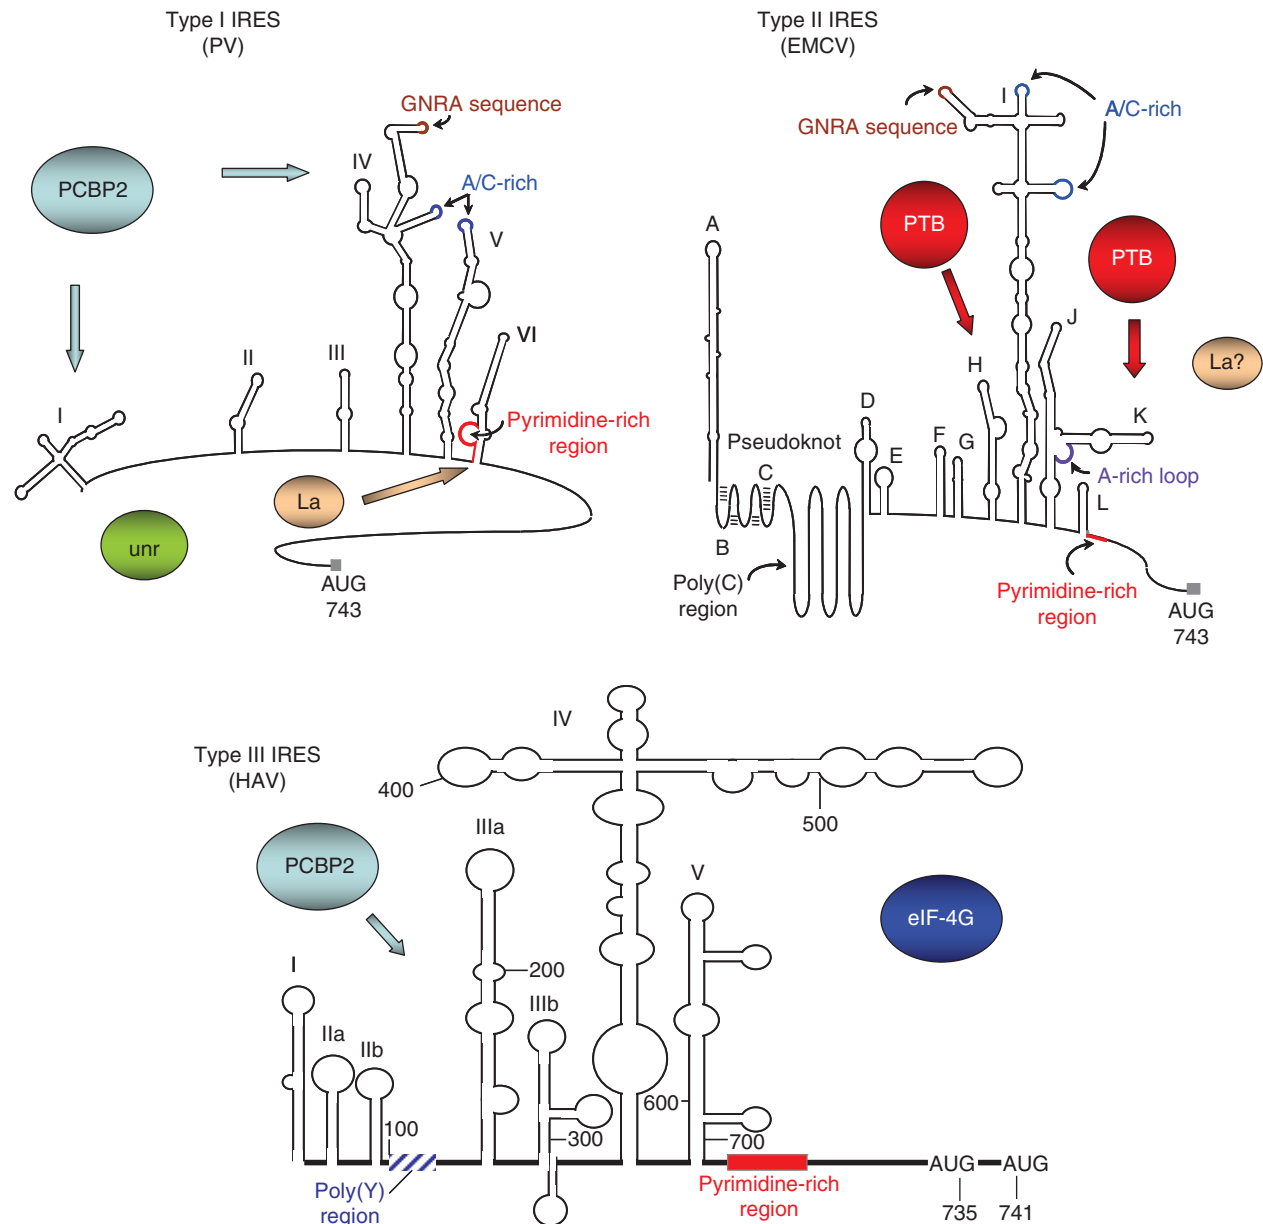 Type I IRES
(PV)
GNRA sequence
PCBP2
IV
A/C-rich
V
VI
II
III
I
Pyrimidine-rich
region
La
unr
AUG
743
Type II IRES
(EMCV)
I
A/C-rich
GNRA sequence
PTB
PTB
A
J
La?
H
D
K
Pseudoknot
F
G
E
C
A-rich loop
L
B
Poly(C)
region
Pyrimidine-rich
region
AUG
743
Type III IRES
(HAV)
IV
400
500
IIIa
PCBP2
V
eIF-4G
I
200
IIIb
IIa
IIb
600
100
300
700
AUG
AUG
Poly(Y)
region
Pyrimidine-rich
region
735
741